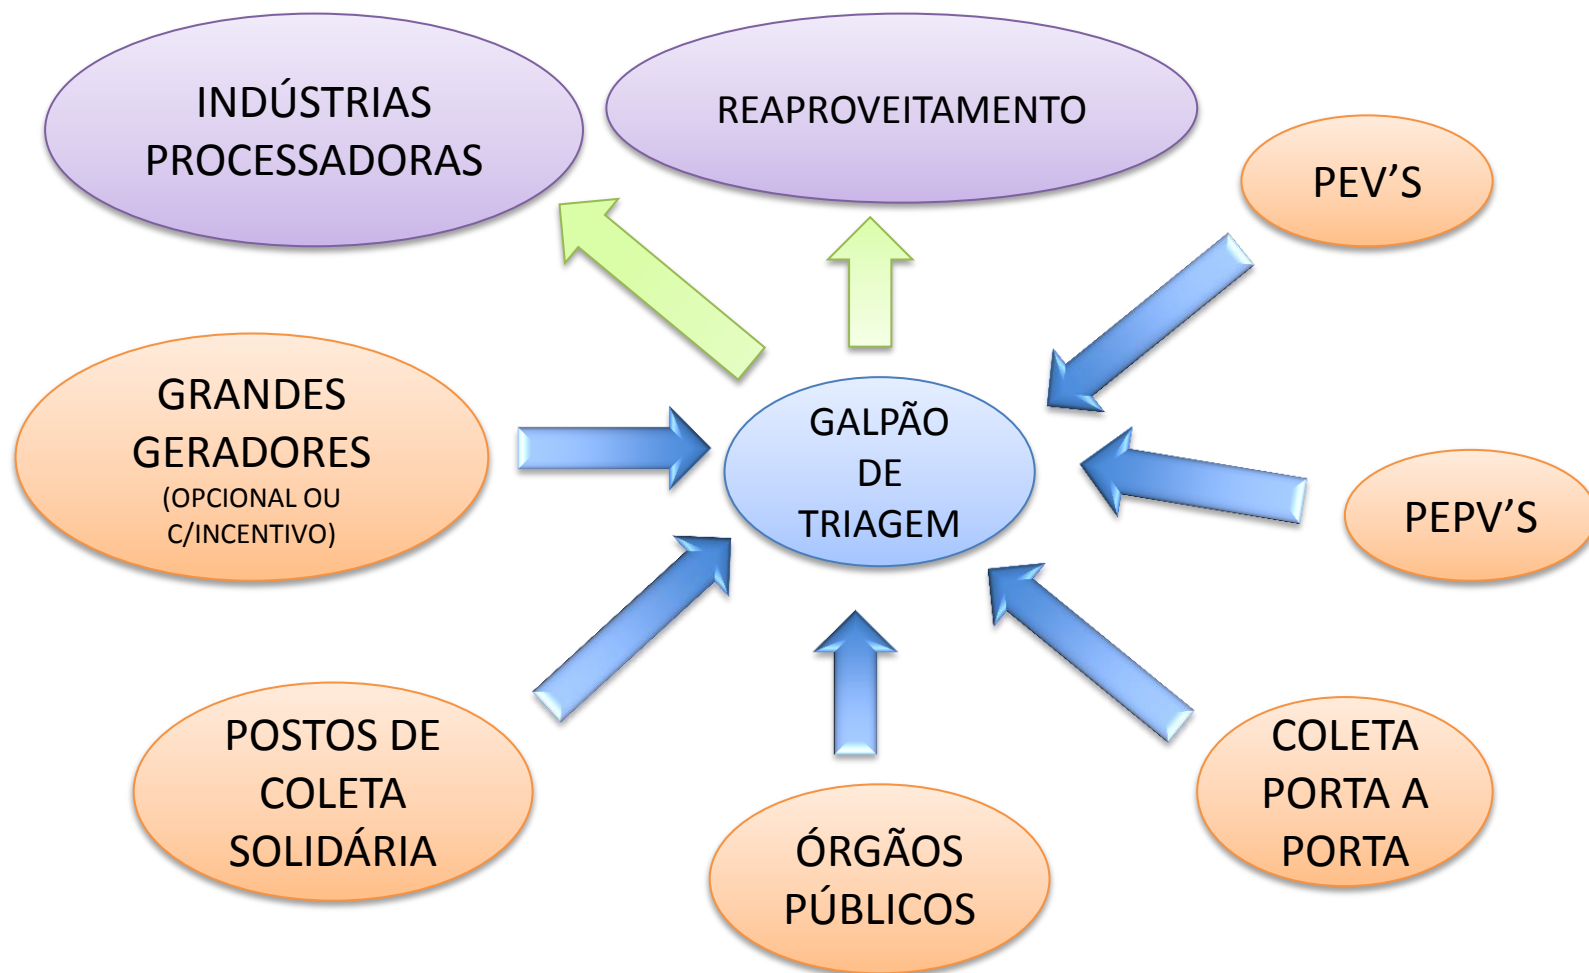 INDÚSTRIAS
PROCESSADORAS
REAPROVEITAMENTO
PEV’S
GRANDES
GERADORES
(OPCIONAL OU
C/INCENTIVO)
GALPÃO
DE
TRIAGEM
PEPV’S
POSTOS DE
COLETA
SOLIDÁRIA
ÓRGÃOS
PÚBLICOS
COLETA
PORTA A
PORTA